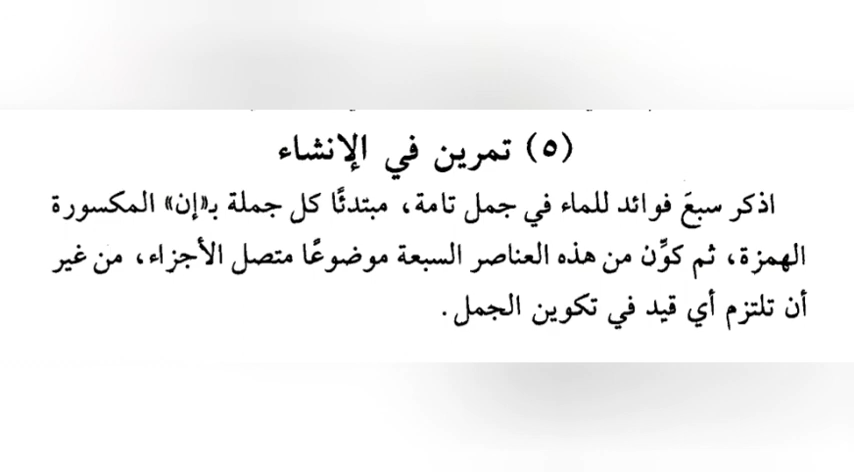 (٥) تمرين في الإنشاء
اذكر سبعَ فوائد للماء في جمل تامة، مبتدئًا كل جملة بـ«إن» المكسورة
الهمزة، ثم كوِّن من هذه العناصر السبعة موضوعًا متصل الأجزاء، من غير
أن تلتزم أي قيد في تكوين الجمل.